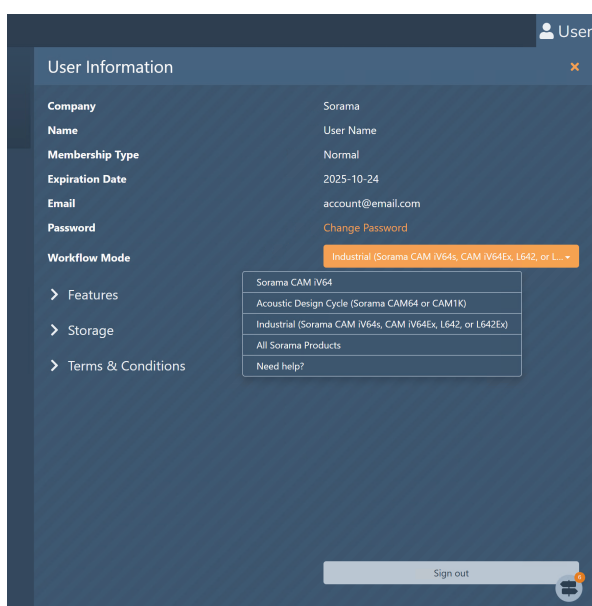 User
User Information
Company Sorama
Name User Name
Membership Type Normal
Expiration Date 2025-10-24
Email account@email.com
Password Change Password
Workflow Mode Industrial (Sorama CAM iV64s, CAM iV64Ex, L642, or L...
Sorama CAM iV64
Features
Acoustic Design Cycle (Sorama CAM64 or CAM1K)
Industrial (Sorama CAM iV64s, CAM iV64Ex, L642, or L642Ex)
Storage
All Sorama Products
Terms & Conditions
Need help?
Sign out
6